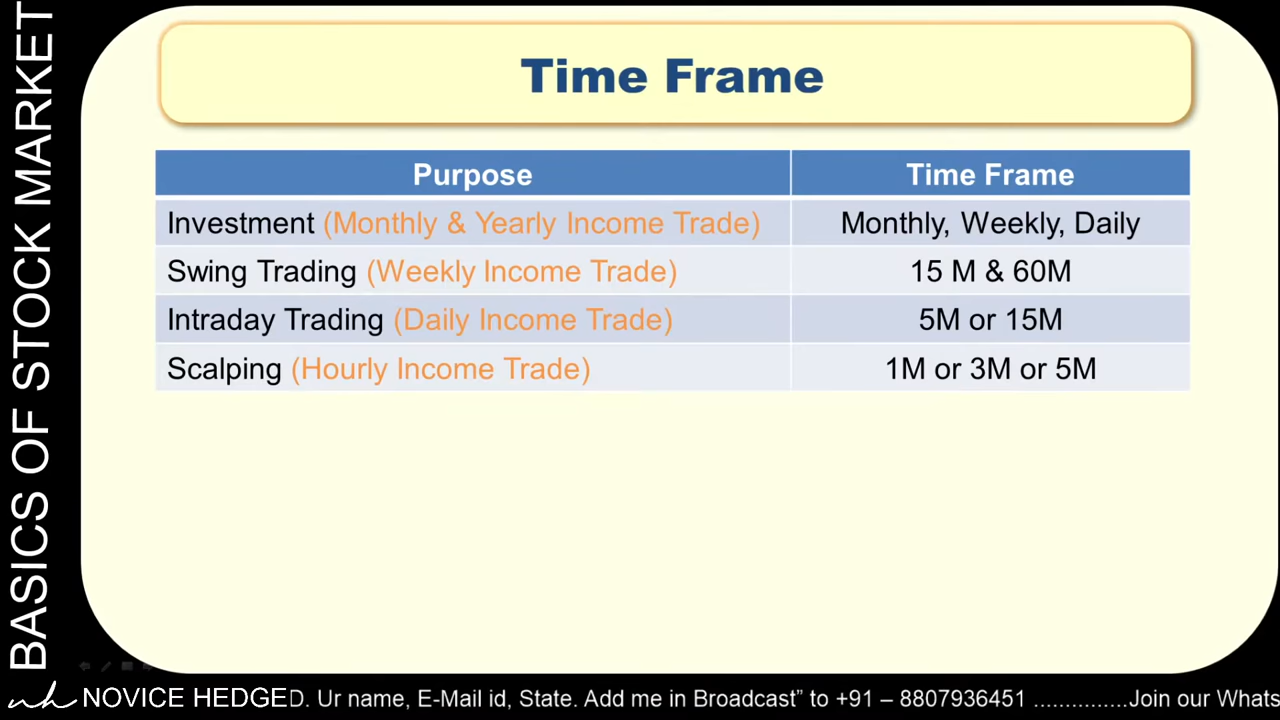 BASICS OF STOCK MARKET
Time Frame
Purpose Time Frame
Investment (Monthly & Yearly Income Trade) Monthly, Weekly, Daily
Swing Trading (Weekly Income Trade) 15 M & 60M
Intraday Trading (Daily Income Trade) 5M or 15M
Scalping (Hourly Income Trade) 1M or 3M or 5M
nh NOVICE HEDGED. Ur name, E-Mail id, State. Add me in Broadcast” to +91 – 8807936451 ...............Join our Whats